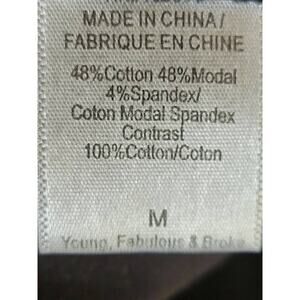 MADE IN CHINA/
FABRIQUE EN CHINE
48%Cotton 48%Modal
4%Spandex/
Coton Modal Spandex
Contrast
100%Cotton/Coton
M
Young, Fabulous & Broke